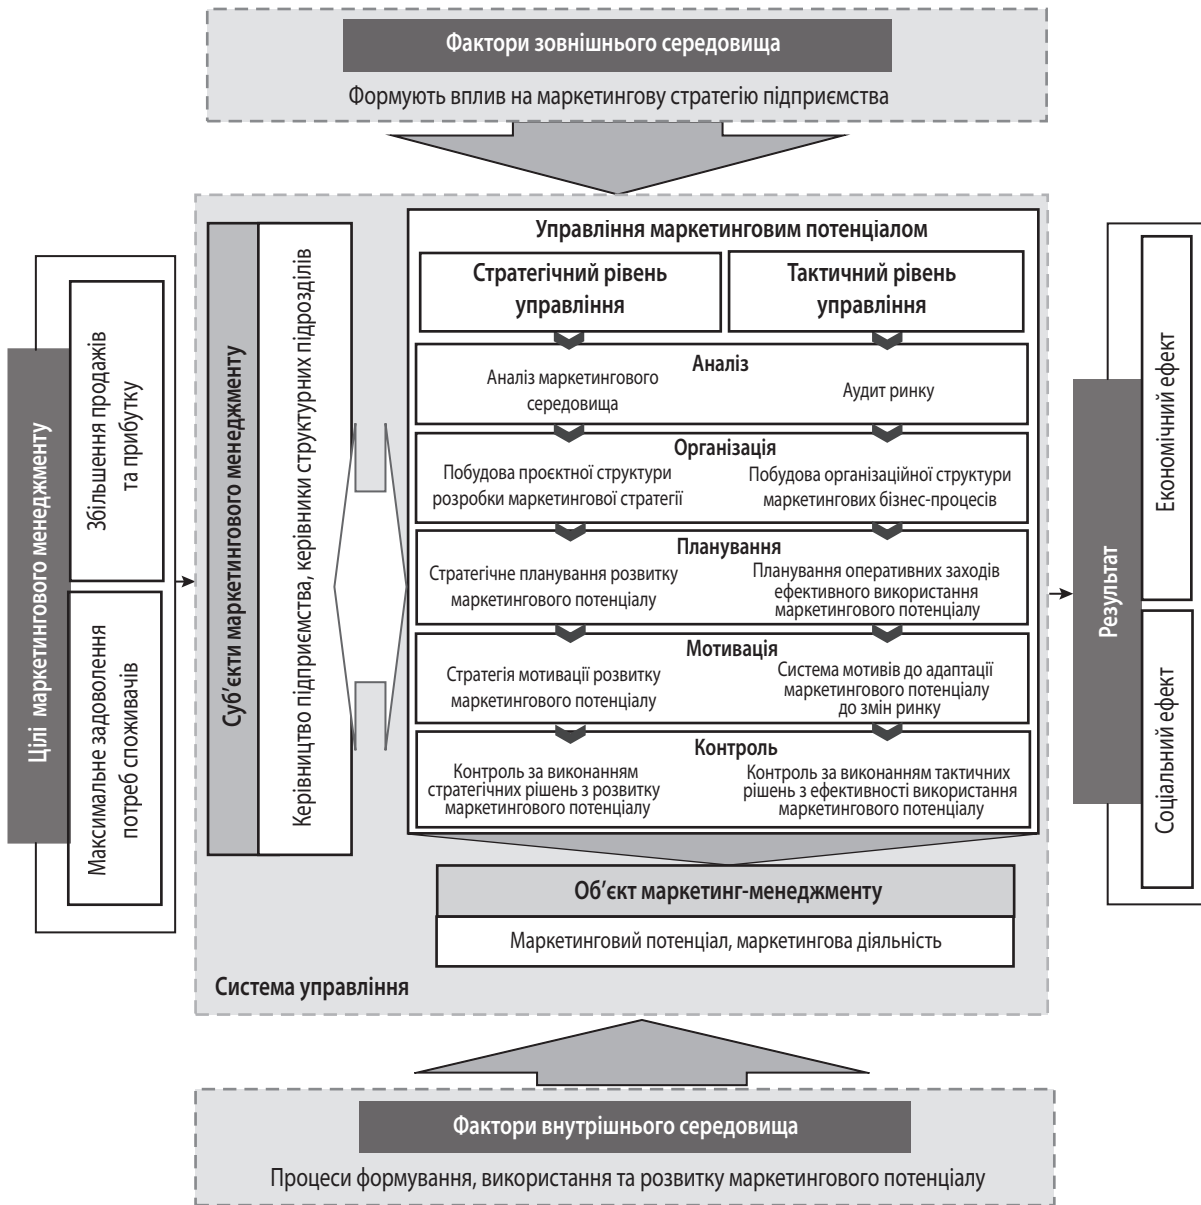 Фактори зовнішнього середовища
Формують вплив на маркетингову стратегію підприємства
Цілі маркетингового менеджменту
Збільшення продажів
та прибутку
Максимальне задоволення
потреб споживачів
Суб’єкти маркетингового менеджменту
Керівництво підприємства, керівники структурних підрозділів
Управління маркетинговим потенціалом
Стратегічний рівень
управління
Тактичний рівень
управління
Аналіз
Аналіз маркетингового
середовища
Аудит ринку
Організація
Побудова проєктної структури
розробки маркетингової стратегії
Побудова організаційної структури
маркетингових бізнес-процесів
Планування
Стратегічне планування розвитку
маркетингового потенціалу
Планування оперативних заходів
ефективного використання
маркетингового потенціалу
Мотивація
Стратегія мотивації розвитку
маркетингового потенціалу
Система мотивів до адаптації
маркетингового потенціалу
до змін ринку
Контроль
Контроль за виконанням
стратегічних рішень з розвитку
маркетингового потенціалу
Контроль за виконанням тактичних
рішень з ефективності використання
маркетингового потенціалу
Об’єкт маркетинг-менеджменту
Маркетинговий потенціал, маркетингова діяльність
Система управління
Результат
Економічний ефект
Соціальний ефект
Фактори внутрішнього середовища
Процеси формування, використання та розвитку маркетингового потенціалу